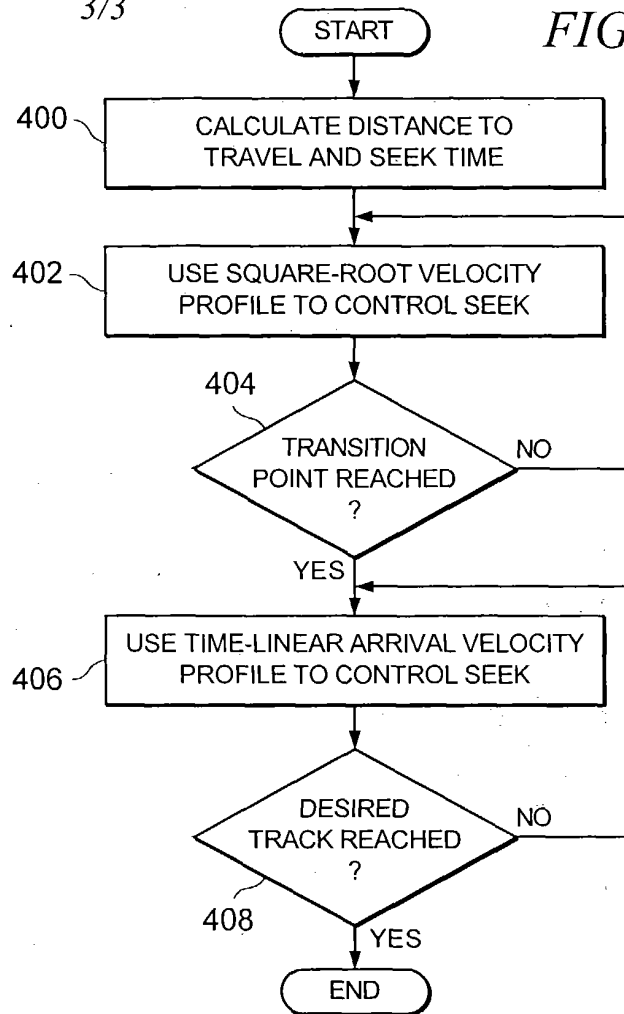 3/3
START
FIG
400
CALCULATE DISTANCE TO
TRAVEL AND SEEK TIME
402
USE SQUARE-ROOT VELOCITY
PROFILE TO CONTROL SEEK
404
TRANSITION
POINT REACHED
?
NO
YES
406
USE TIME-LINEAR ARRIVAL VELOCITY
PROFILE TO CONTROL SEEK
DESIRED
TRACK REACHED
?
NO
408
YES
END